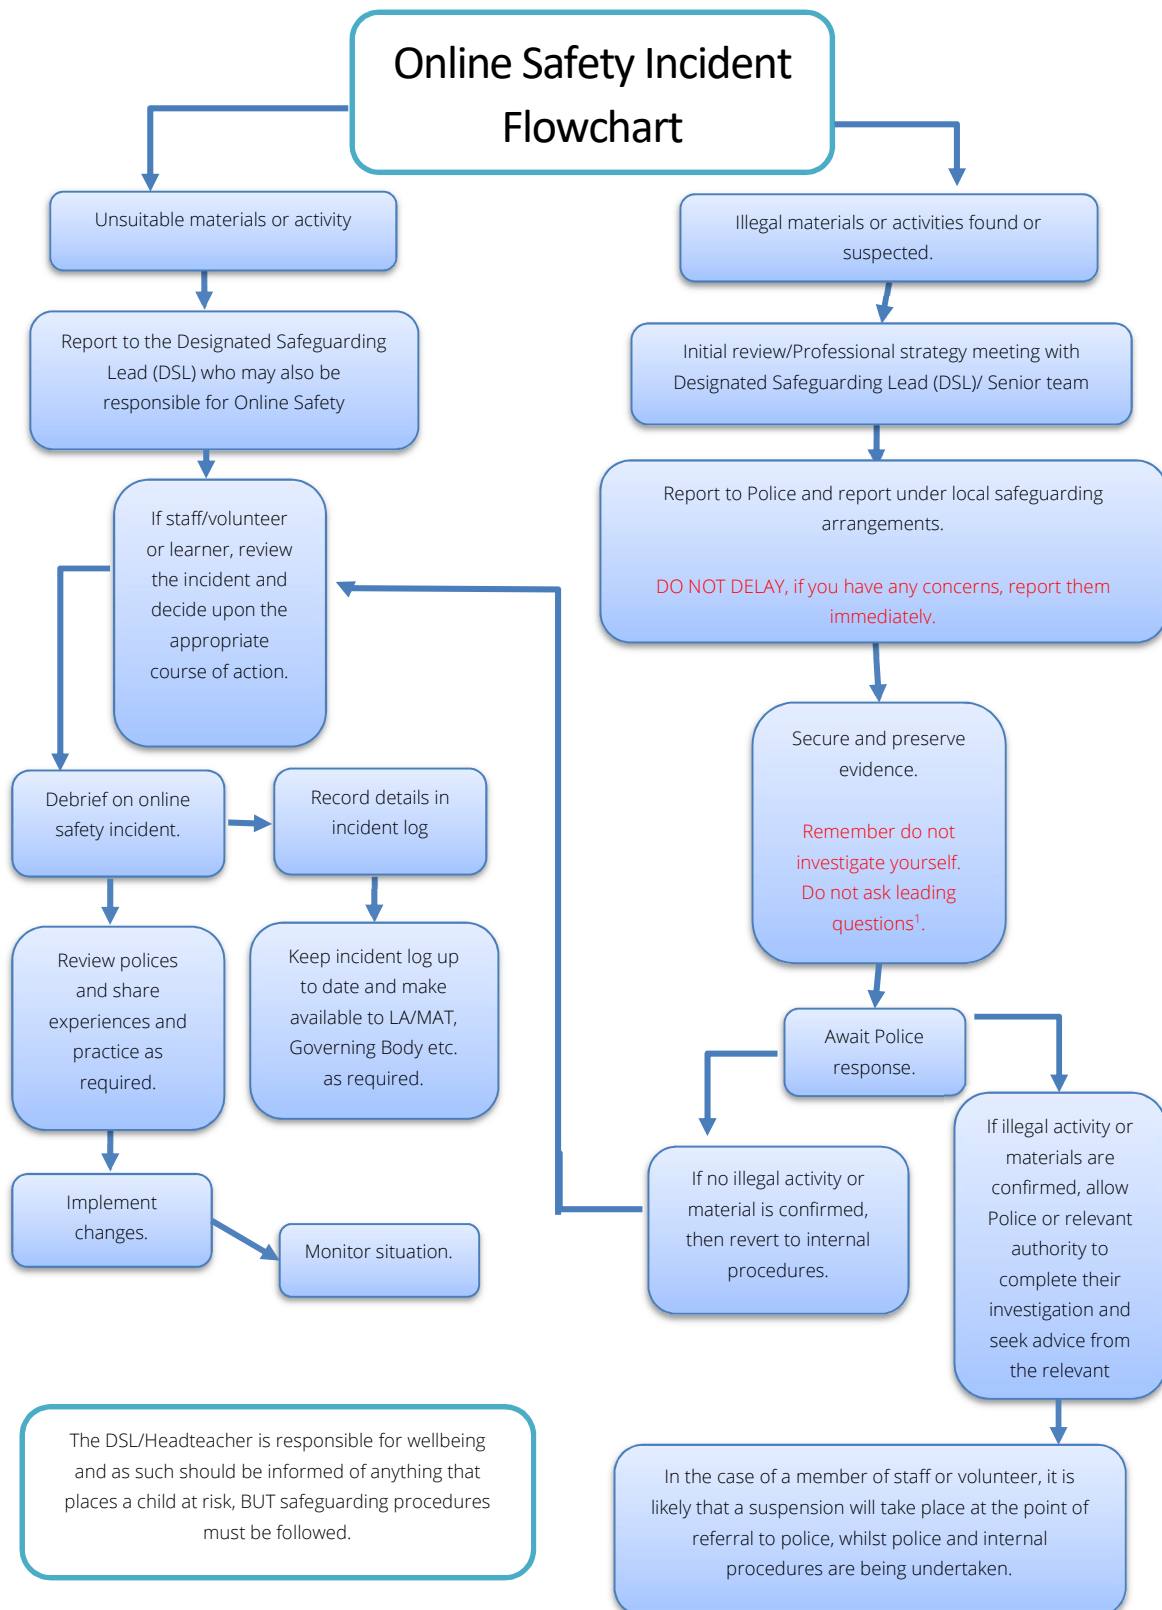 Online Safety Incident
Flowchart
Unsuitable materials or activity
Report to the Designated Safeguarding
Lead (DSL) who may also be
responsible for Online Safety
If staff/volunteer
or learner, review
the incident and
decide upon the
appropriate
course of action.
Debrief on online
safety incident.
Record details in
incident log
Review polices
and share
experiences and
practice as
required.
Keep incident log up
to date and make
available to LA/MAT,
Governing Body etc.
as required.
Implement
changes.
Monitor situation.
Illegal materials or activities found or
suspected.
Initial review/Professional strategy meeting with
Designated Safeguarding Lead (DSL)/ Senior team
Report to Police and report under local safeguarding
arrangements.
DO NOT DELAY, if you have any concerns, report them
immediately.
Secure and preserve
evidence.
Remember do not
investigate yourself.
Do not ask leading
questions¹.
Await Police
response.
If no illegal activity or
material is confirmed,
then revert to internal
procedures.
If illegal activity or
materials are
confirmed, allow
Police or relevant
authority to
complete their
investigation and
seek advice from
the relevant
In the case of a member of staff or volunteer, it is
likely that a suspension will take place at the point of
referral to police, whilst police and internal
procedures are being undertaken.
The DSL/Headteacher is responsible for wellbeing
and as such should be informed of anything that
places a child at risk, BUT safeguarding procedures
must be followed.